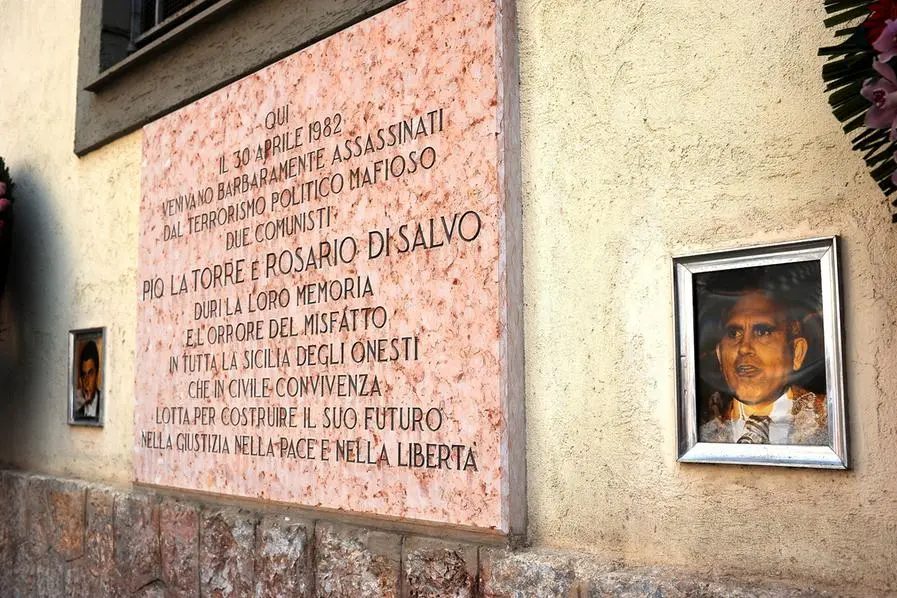 QUI
IL 30 APRILE 1982
VENIVANO BARBARAMENTE ASSASSINATI
DAL TERRORISMO POLITICO MAFIOSO
DUE COMUNISTI
PIO LA TORRE E ROSARIO DI SALVO
DURI LA LORO MEMORIA
E L'ORRORE DEL MISFATTO
IN TUTTA LA SICILIA DEGLI ONESTI
CHE IN CIVILE CONVIVENZA
LOTTA PER COSTRUIRE IL SUO FUTURO
NELLA GIUSTIZIA NELLA PACE E NELLA LIBERTÀ